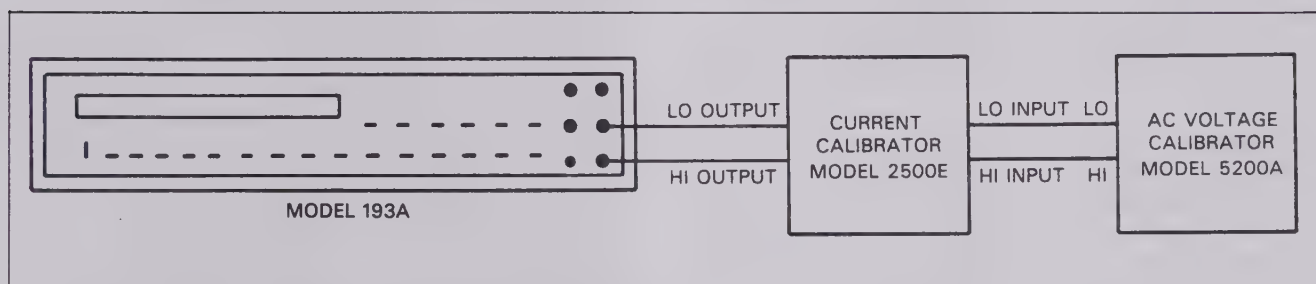 LO OUTPUT
HI OUTPUT
CURRENT
CALIBRATOR
MODEL 2500E
LO INPUT LO
HI INPUT HI
AC VOLTAGE
CALIBRATOR
MODEL 5200A
MODEL 193A